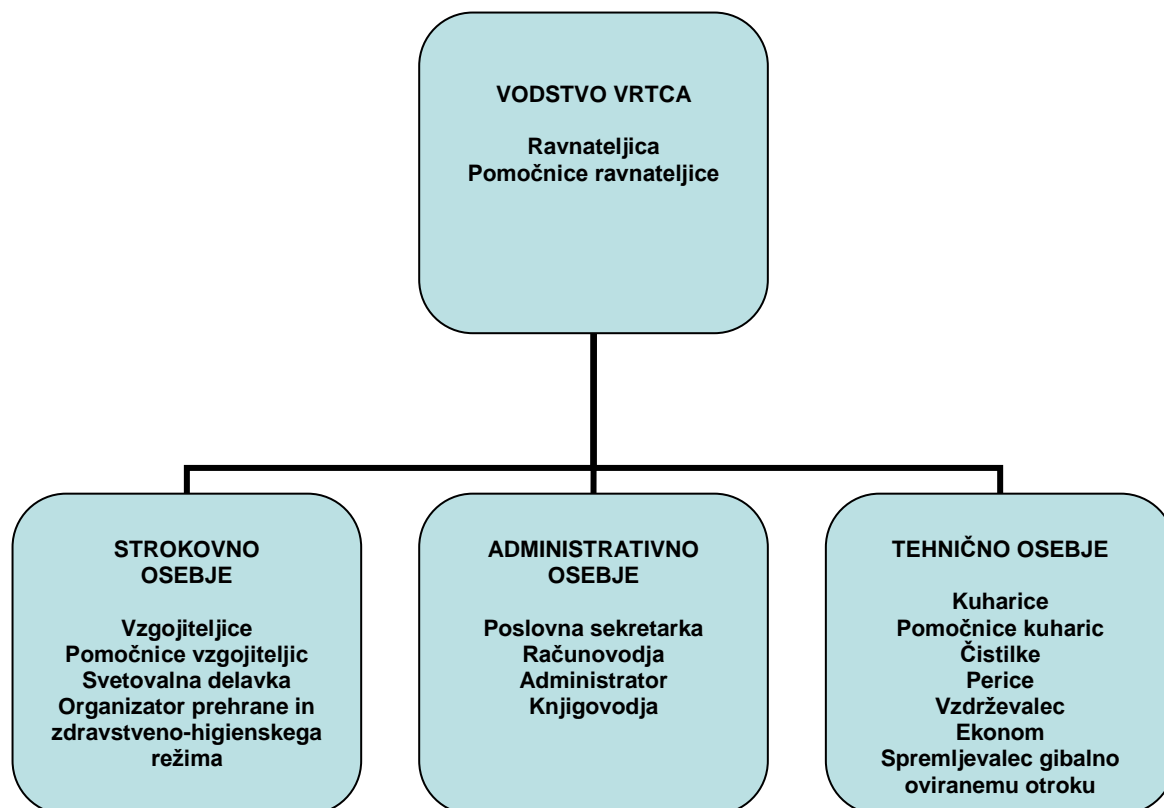 VODSTVO VRTCA
Ravnateljica
Pomočnice ravnateljice
STROKOVNO
OSEBJE
Vzgojiteljice
Pomočnice vzgojiteljic
Svetovalna delavka
Organizator prehrane in
zdravstveno-higienskega
režima
ADMINISTRATIVNO
OSEBJE
Poslovna sekretarka
Računovodja
Administrator
Knjigovodja
TEHNIČNO OSEBJE
Kuharice
Pomočnice kuharic
Čistilke
Perice
Vzdrževalec
Ekonom
Spremljevalec gibalno
oviranemu otroku